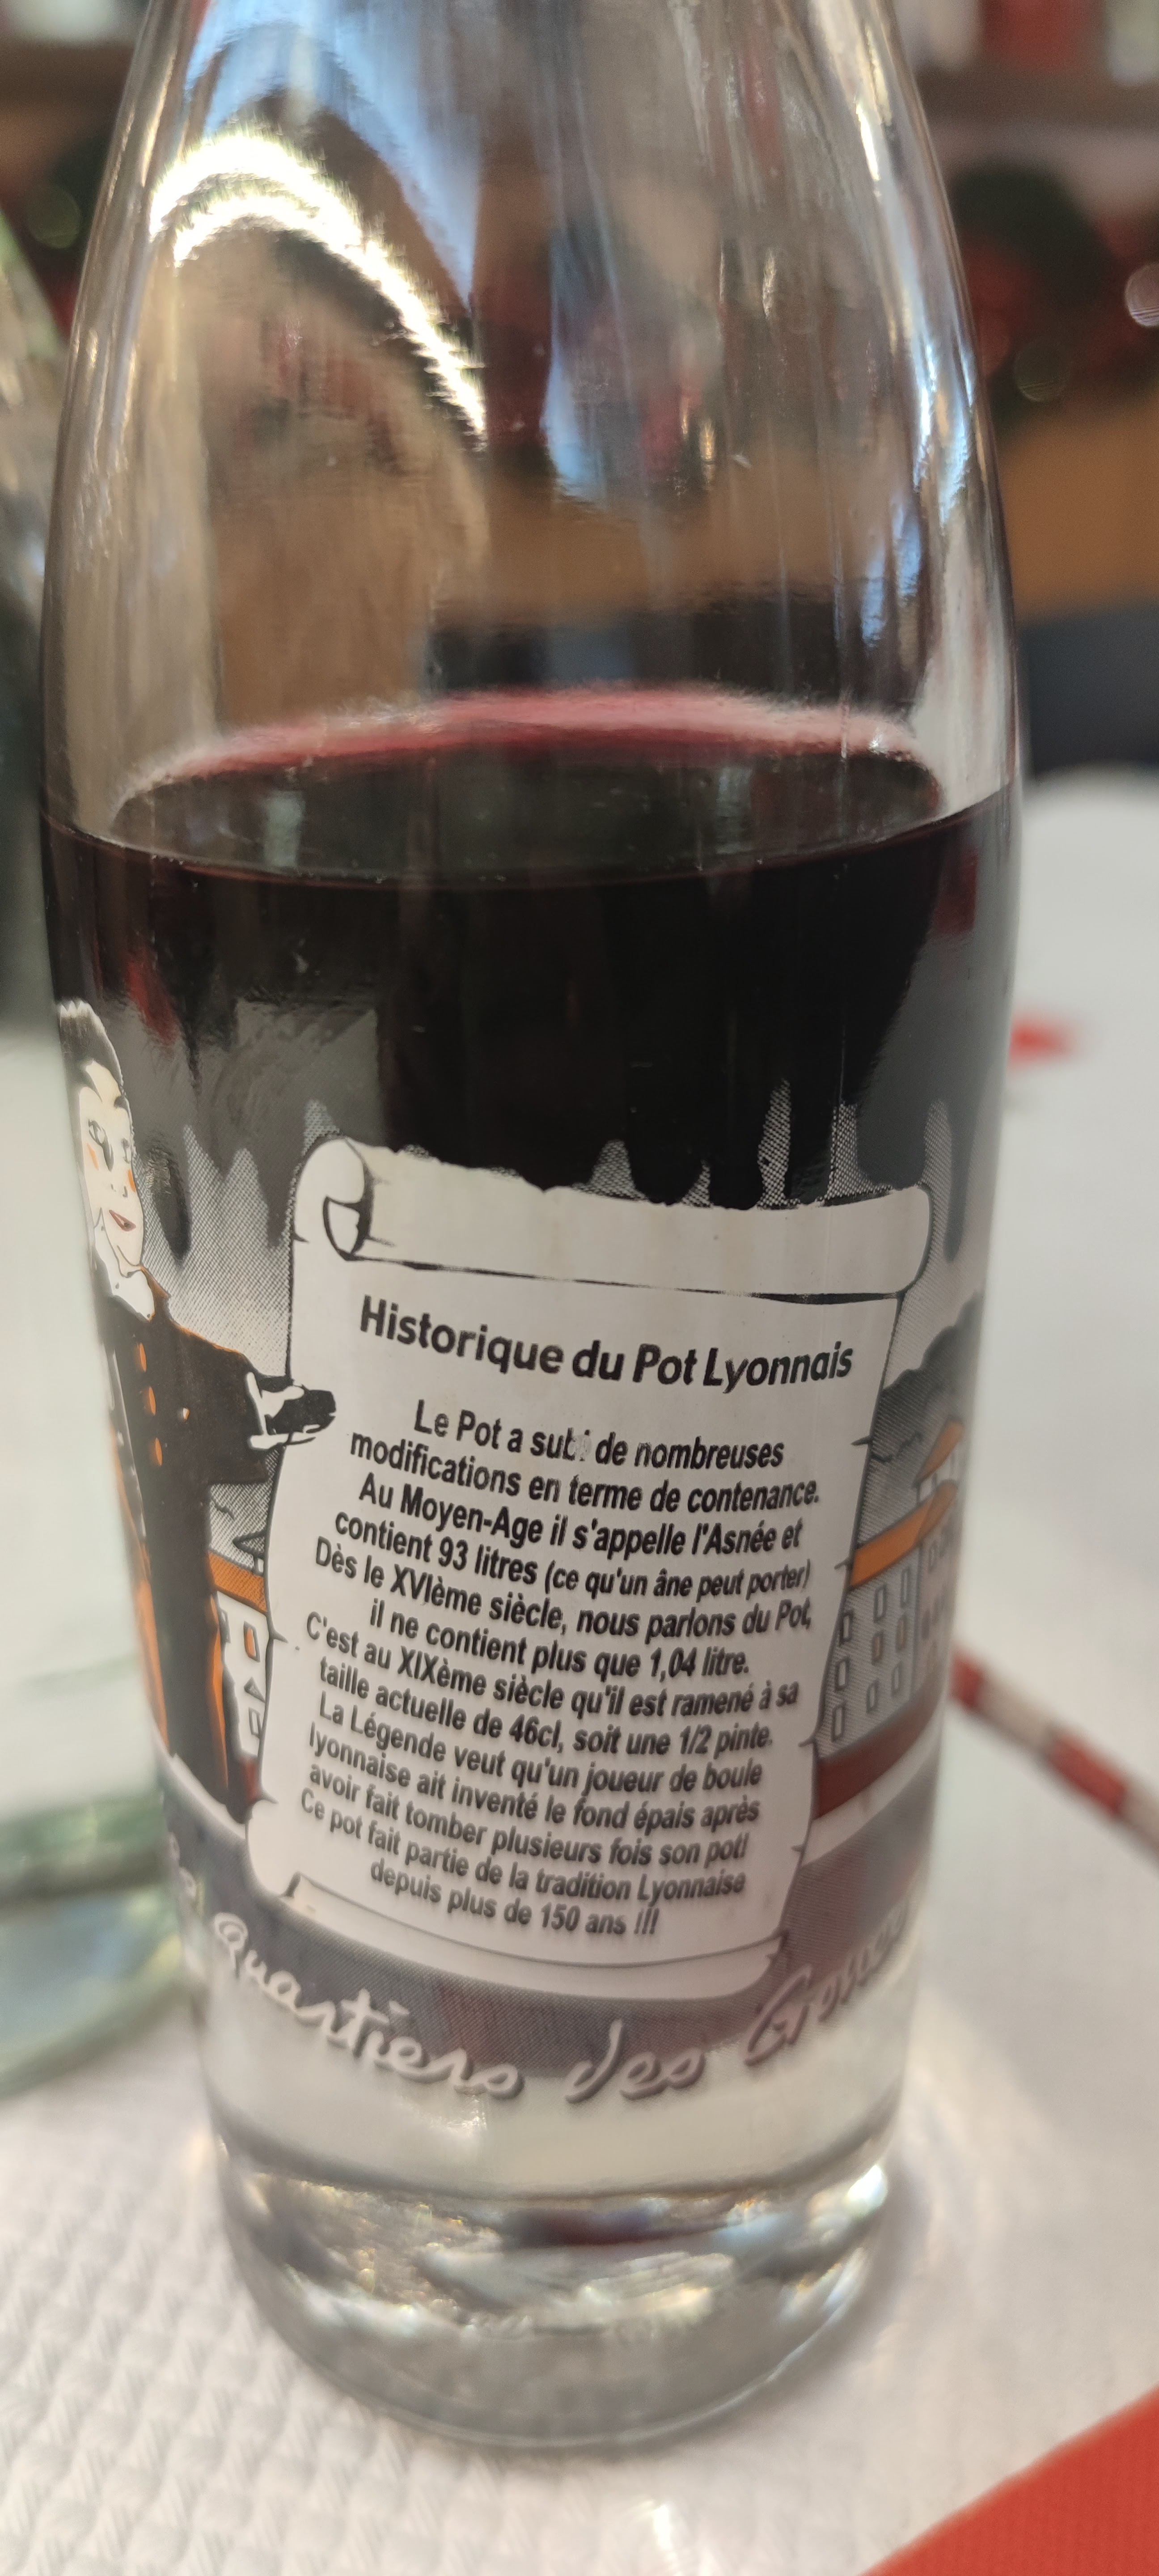 Historique du Pot Lyonnais
Le Pot a subi de nombreuses
modifications en terme de contenance.
Au Moyen-Age il s'appelle l'Asnée et
contient 93 litres (ce qu'un âne peut porter)
Dès le XVIème siècle, nous parlons du Pot,
il ne contient plus que 1,04 litre.
C'est au XIXème siècle qu'il est ramené à sa
taille actuelle de 46cl, soit une 1/2 pinte.
La Légende veut qu'un joueur de boule
lyonnaise ait inventé le fond épais après
avoir fait tomber plusieurs fois son pot!
Ce pot fait partie de la tradition Lyonnaise
depuis plus de 150 ans !!!
Quartiers des